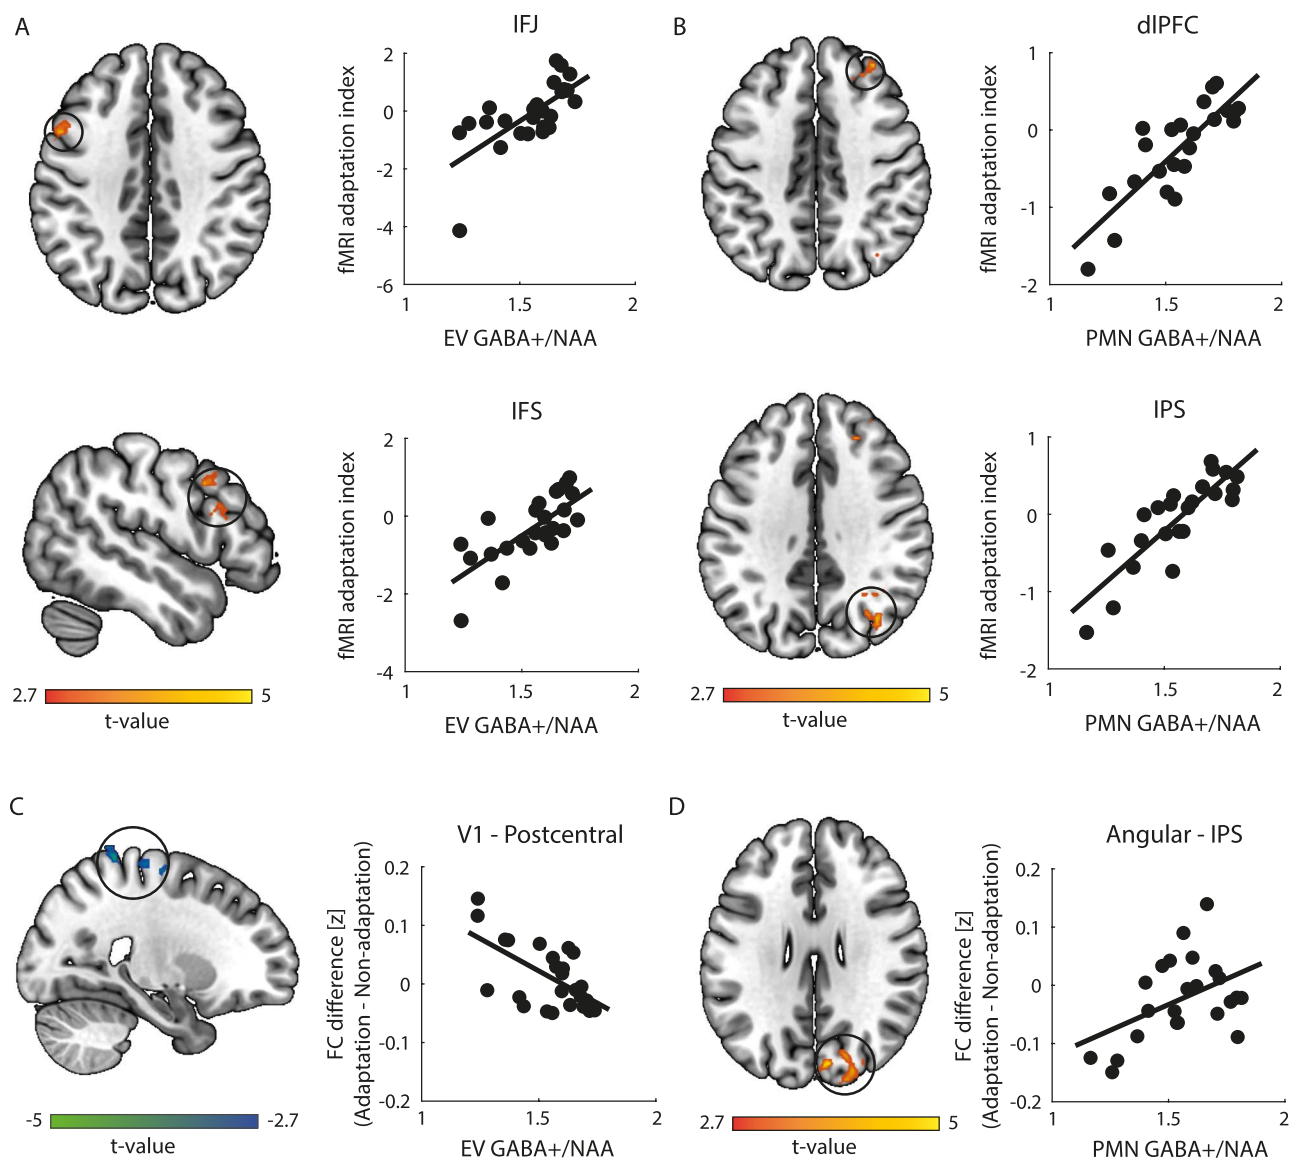 A
IFJ
fMRI adaptation index
2
0
-2
-4
-6
1
1.5
2
EV GABA+/NAA
B
dlPFC
fMRI adaptation index
1
0
-1
-2
1
1.5
2
PMN GABA+/NAA
IFS
fMRI adaptation index
2
0
-2
-4
1
1.5
2
EV GABA+/NAA
2.7
5
t-value
IPS
fMRI adaptation index
1
0
-1
-2
1
1.5
2
PMN GABA+/NAA
2.7
5
t-value
C
V1 - Postcentral
FC difference [z]
(Adaptation - Non-adaptation)
0.2
0.1
0
-0.1
-0.2
1
1.5
2
EV GABA+/NAA
-5
-2.7
t-value
D
Angular - IPS
FC difference [z]
(Adaptation - Non-adaptation)
0.2
0.1
0
-0.1
-0.2
1
1.5
2
PMN GABA+/NAA
2.7
5
t-value